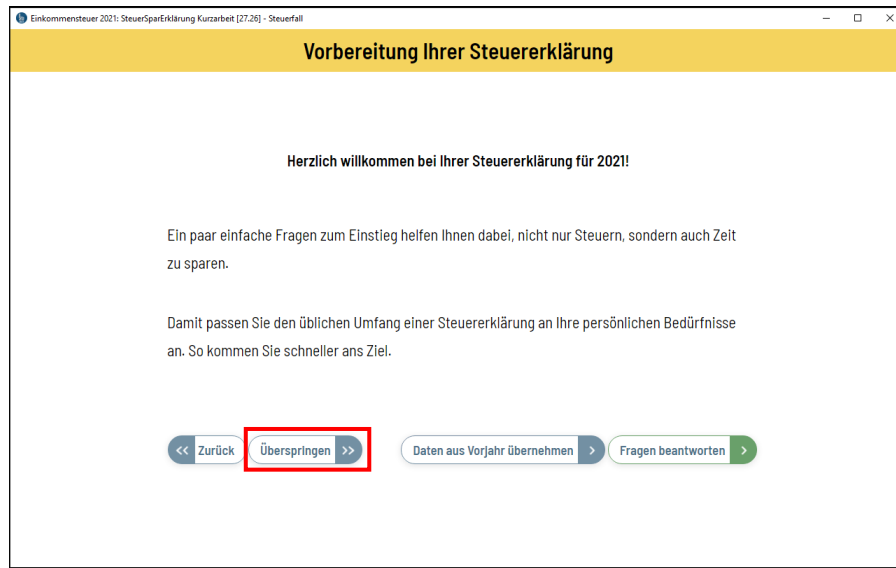 Einkommensteuer 2021: SteuerSparErklärung Kurzarbeit [27.26] - Steuerfall
Vorbereitung Ihrer Steuererklärung
Herzlich willkommen bei Ihrer Steuererklärung für 2021!
Ein paar einfache Fragen zum Einstieg helfen Ihnen dabei, nicht nur Steuern, sondern auch Zeit
zu sparen.
Damit passen Sie den üblichen Umfang einer Steuererklärung an Ihre persönlichen Bedürfnisse
an. So kommen Sie schneller ans Ziel.
<< Zurück Überspringen >> Daten aus Vorjahr übernehmen > Fragen beantworten >